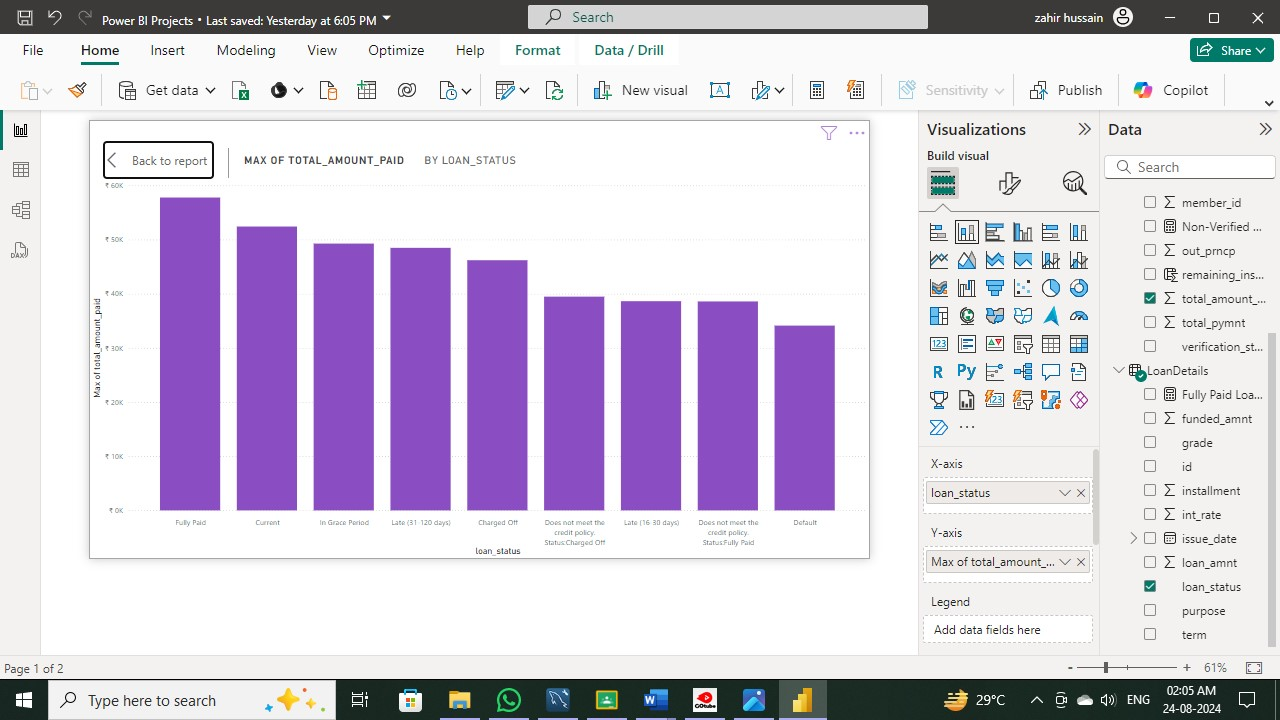 Power BI Projects • Last saved: Yesterday at 6:05 PM
Search
zahir hussain
File
Home
Insert
Modeling
View
Optimize
Help
Format
Data / Drill
Share
Get data
New visual
Sensitivity
Publish
Copilot
Back to report
MAX OF TOTAL_AMOUNT_PAID
BY LOAN_STATUS
Max of total_amount_paid
₹ 60K
₹ 50K
₹ 40K
₹ 30K
₹ 20K
₹ 10K
₹ 0K
Fully Paid
Current
In Grace Period
Late (31-120 days)
Charged Off
Does not meet the
credit policy.
Status:Charged Off
Late (16-30 days)
Does not meet the
credit policy.
Status:Fully Paid
Default
loan_status
Visualizations
Build visual
123
R
Py
123
X-axis
loan_status
Y-axis
Max of total_amount_...
Legend
Add data fields here
Data
Search
member_id
Non-Verified ...
out_prncp
remaining_ins...
total_amount_...
total_pymnt
verification_st...
LoanDetails
Fully Paid Loa...
funded_amnt
grade
id
installment
int_rate
issue_date
loan_amnt
loan_status
purpose
term
Page 1 of 2
- + 61%
Type here to search
29°C
ENG
02:05 AM
24-08-2024